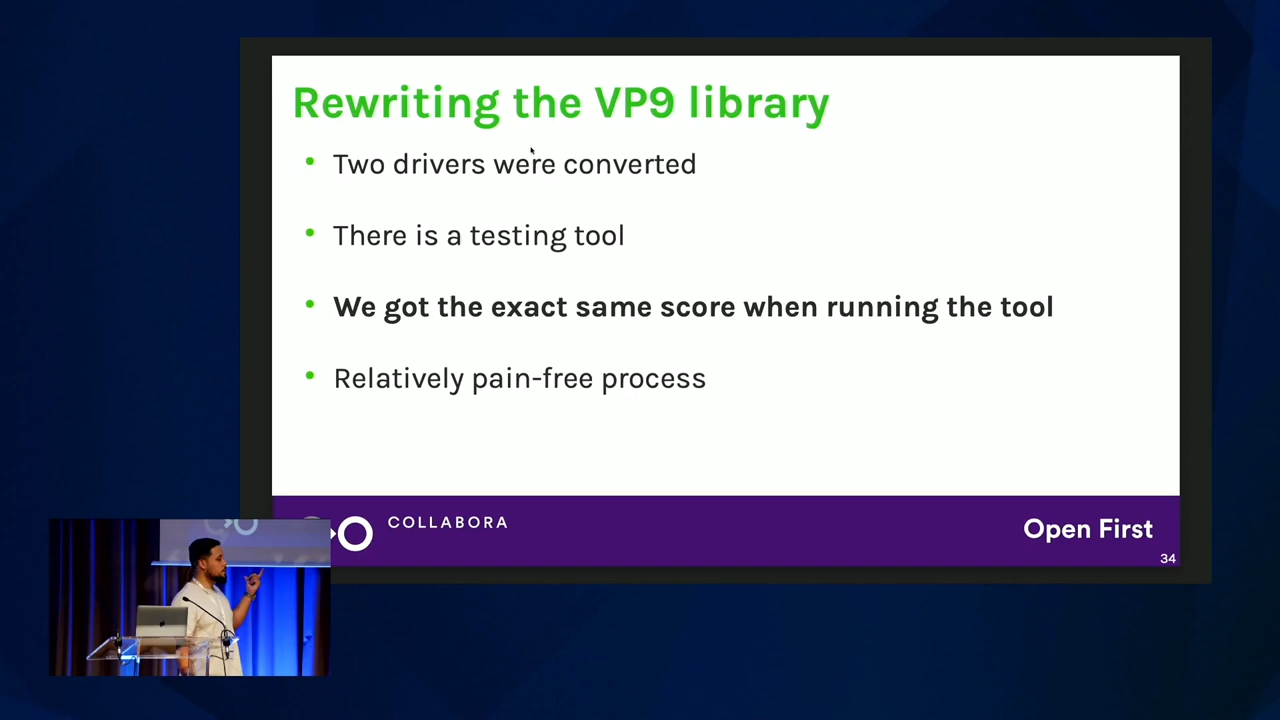 Rewriting the VP9 library
Two drivers were converted
There is a testing tool
We got the exact same score when running the tool
Relatively pain-free process
COLLABORA
Open First
34